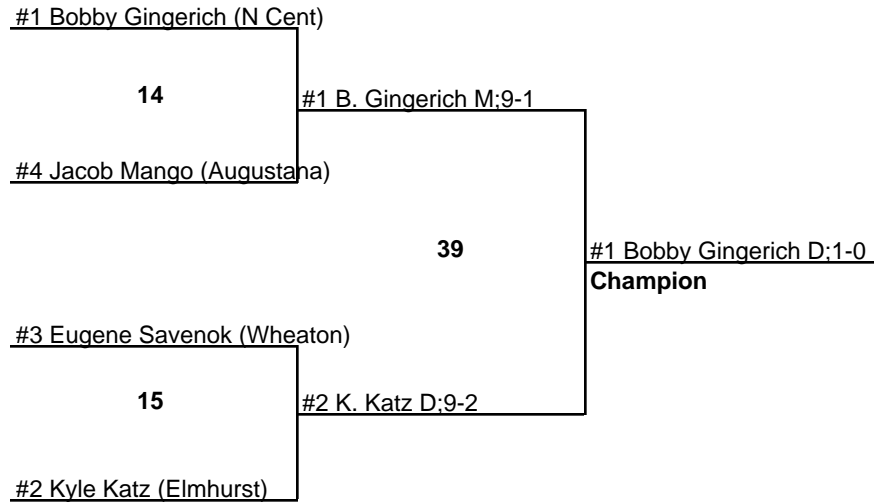 #1 Bobby Gingerich (N Cent)
14
#1 B. Gingerich M;9-1
#4 Jacob Mango (Augustana)
39
#1 Bobby Gingerich D;1-0
Champion
#3 Eugene Savenok (Wheaton)
15
#2 K. Katz D;9-2
#2 Kyle Katz (Elmhurst)